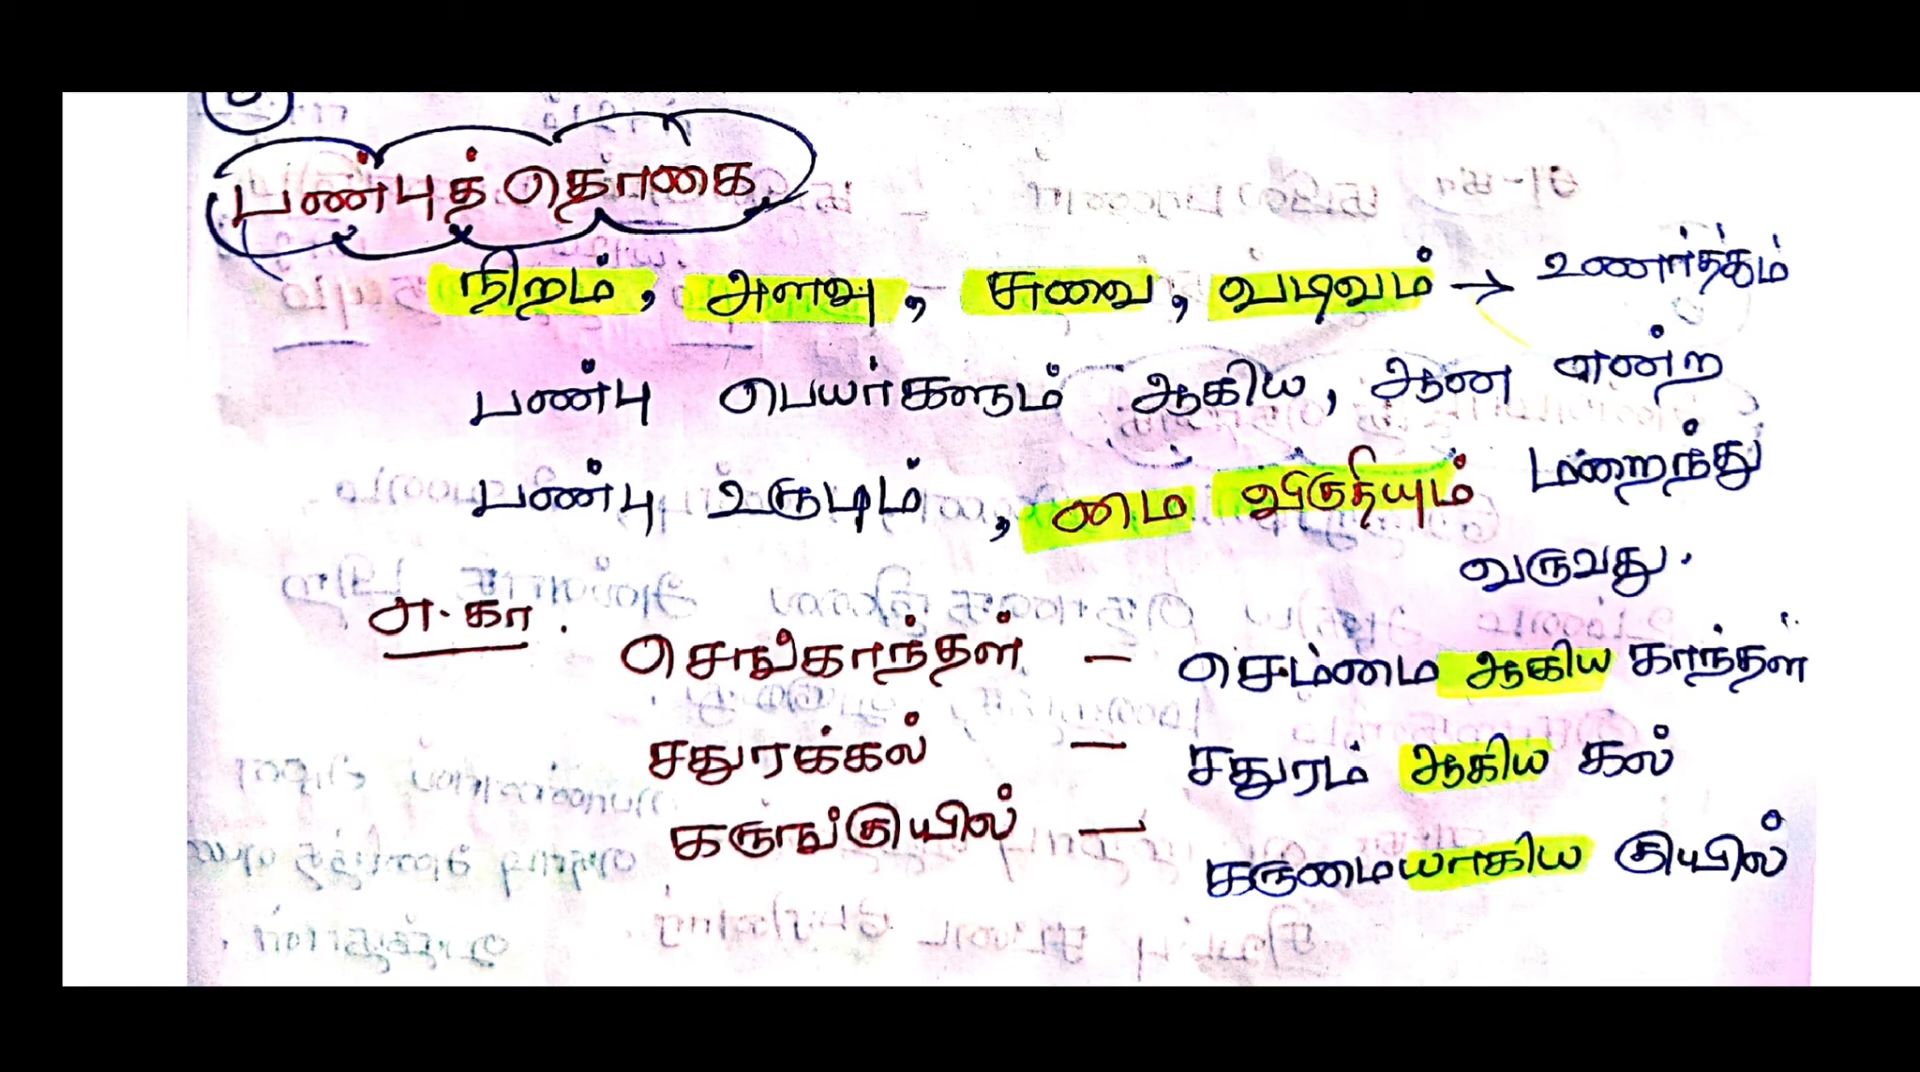 பண்புத் தொகை
நிறம், அளவு, சுவை, வடிவம் → உணர்த்தும்
பண்பு பெயர்களும் ஆகிய, ஆன என்ற
பண்பு உருபும், மை விகுதியும் மறைந்து
வருவது.
எ.கா.
செங்காந்தள் – செம்மை ஆகிய காந்தள்
சதுரக்கல் – சதுரம் ஆகிய கல்
கருங்குயில் – கருமையாகிய குயில்